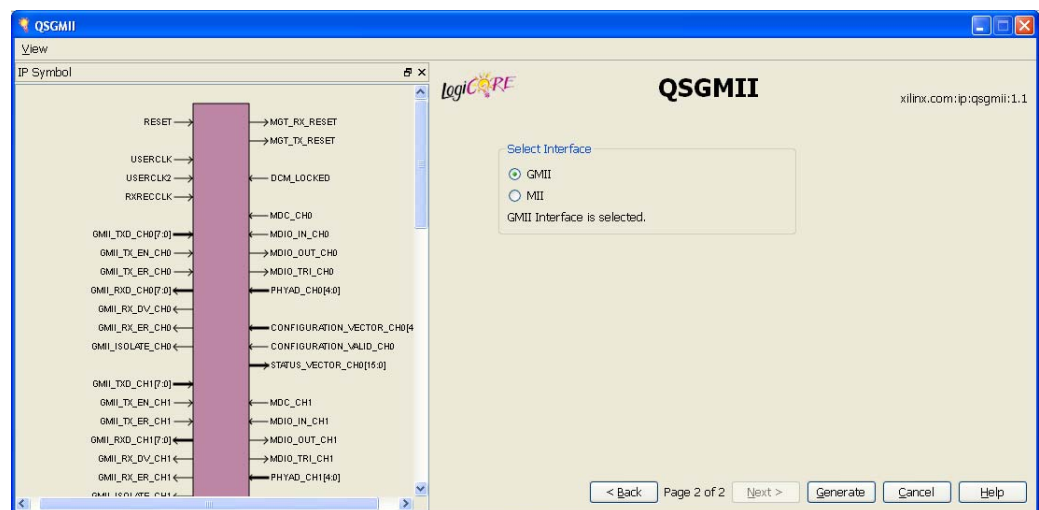 QSGMII
View
IP Symbol
RESET
MGT_RX_RESET
MGT_TX_RESET
USERCLK
USERCLK2
DCM_LOCKED
RXRECCLK
MDC_CH0
GMII_TXD_CH0[7:0]
MDIO_IN_CH0
GMII_TX_EN_CH0
MDIO_OUT_CH0
GMII_TX_ER_CH0
MDIO_TRI_CH0
GMII_RXD_CH0[7:0]
PHYAD_CH0[4:0]
GMII_RX_DV_CH0
GMII_RX_ER_CH0
CONFIGURATION_VECTOR_CH0[4
GMII_ISOLATE_CH0
CONFIGURATION_VALID_CH0
STATUS_VECTOR_CH0[15:0]
GMII_TXD_CH1[7:0]
GMII_TX_EN_CH1
MDC_CH1
GMII_TX_ER_CH1
MDIO_IN_CH1
GMII_RXD_CH1[7:0]
MDIO_OUT_CH1
GMII_RX_DV_CH1
MDIO_TRI_CH1
GMII_RX_ER_CH1
PHYAD_CH1[4:0]
GMII_ISOLATE_CH1
LogiCORE
QSGMII
xilinx.com:ip:qsgmii:1.1
Select Interface
GMII
MII
GMII Interface is selected.
< Back
Page 2 of 2
Next >
Generate
Cancel
Help